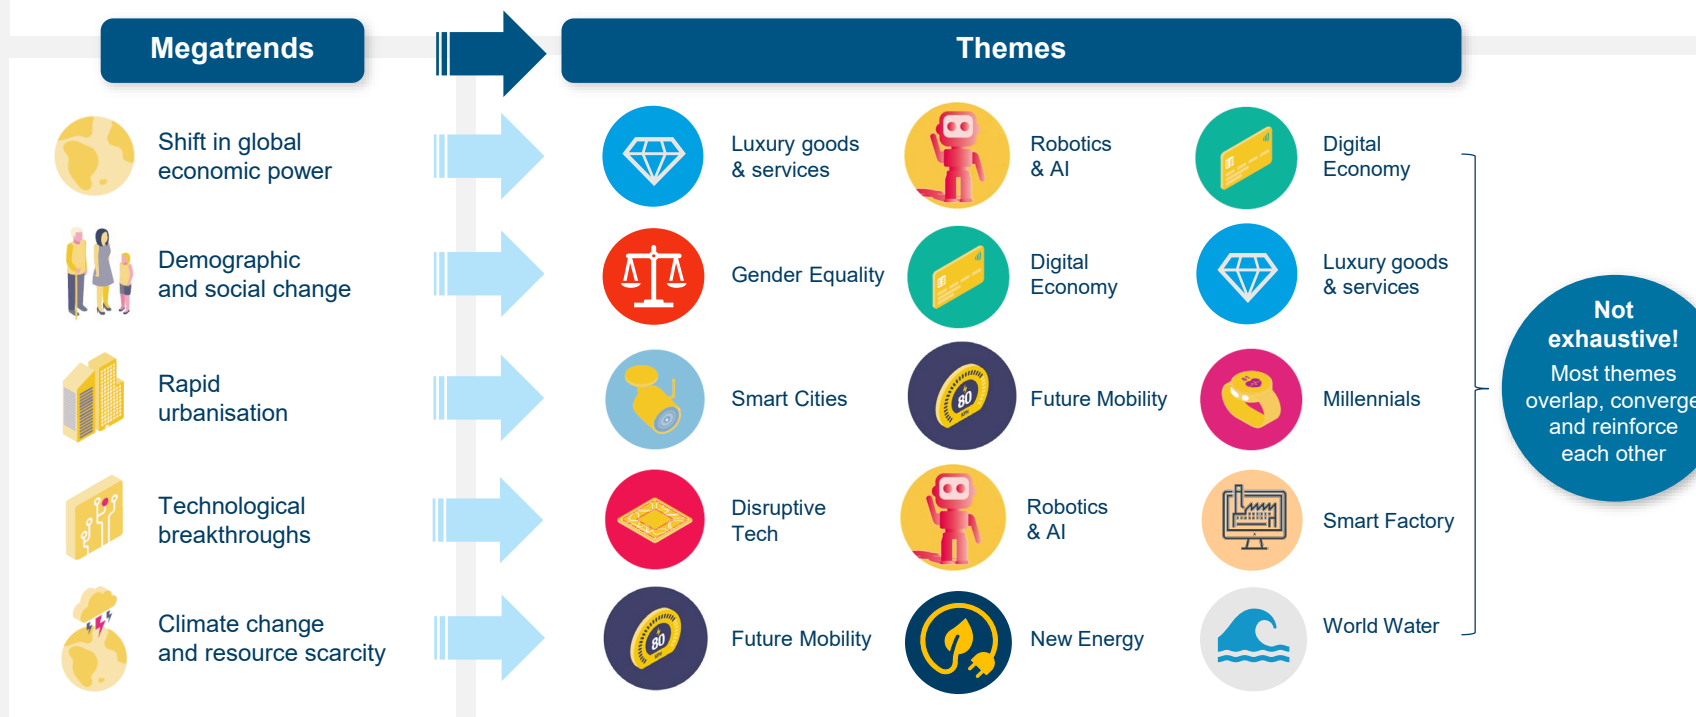 Megatrends
Themes
Shift in global
economic power
Luxury goods
& services
Robotics
& AI
Digital
Economy
Demographic
and social change
Gender Equality
Digital
Economy
Luxury goods
& services
Rapid
urbanisation
Smart Cities
80
Future Mobility
Millennials
Technological
breakthroughs
Disruptive
Tech
Robotics
& AI
Smart Factory
Climate change
and resource scarcity
80
Future Mobility
New Energy
World Water
Not
exhaustive!
Most themes
overlap, converge
and reinforce
each other